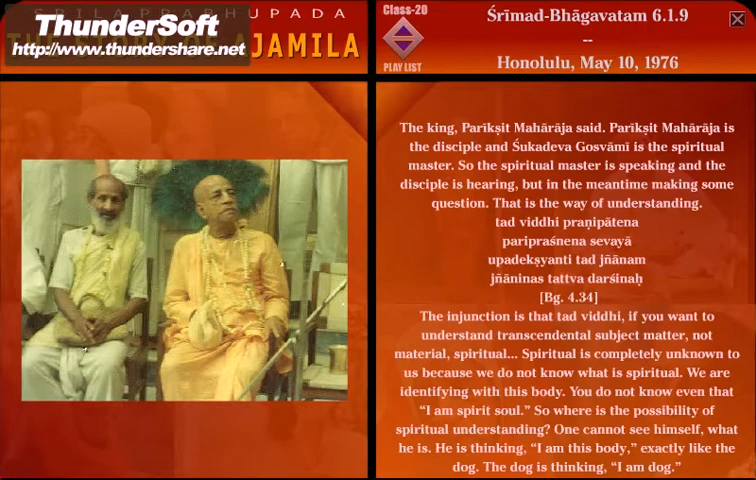 SRILA PRABHUPADA
ThunderSoft
http://www.thundershare.net
THE STORY OF AJAMILA
Class-20
PLAY LIST
Śrīmad-Bhāgavatam 6.1.9
--
Honolulu, May 10, 1976
The king, Parīkṣit Mahārāja said. Parīkṣit Mahārāja is
the disciple and Śukadeva Gosvāmī is the spiritual
master. So the spiritual master is speaking and the
disciple is hearing, but in the meantime making some
question. That is the way of understanding.
tad viddhi praṇipātena
paripraśnena sevayā
upadekṣyanti tad jñānam
jñāninas tattva darśinaḥ
[Bg. 4.34]
The injunction is that tad viddhi, if you want to
understand transcendental subject matter, not
material, spiritual... Spiritual is completely unknown to
us because we do not know what is spiritual. We are
identifying with this body. You do not know even that
“I am spirit soul.” So where is the possibility of
spiritual understanding? One cannot see himself, what
he is. He is thinking, “I am this body,” exactly like the
dog. The dog is thinking, “I am dog.”